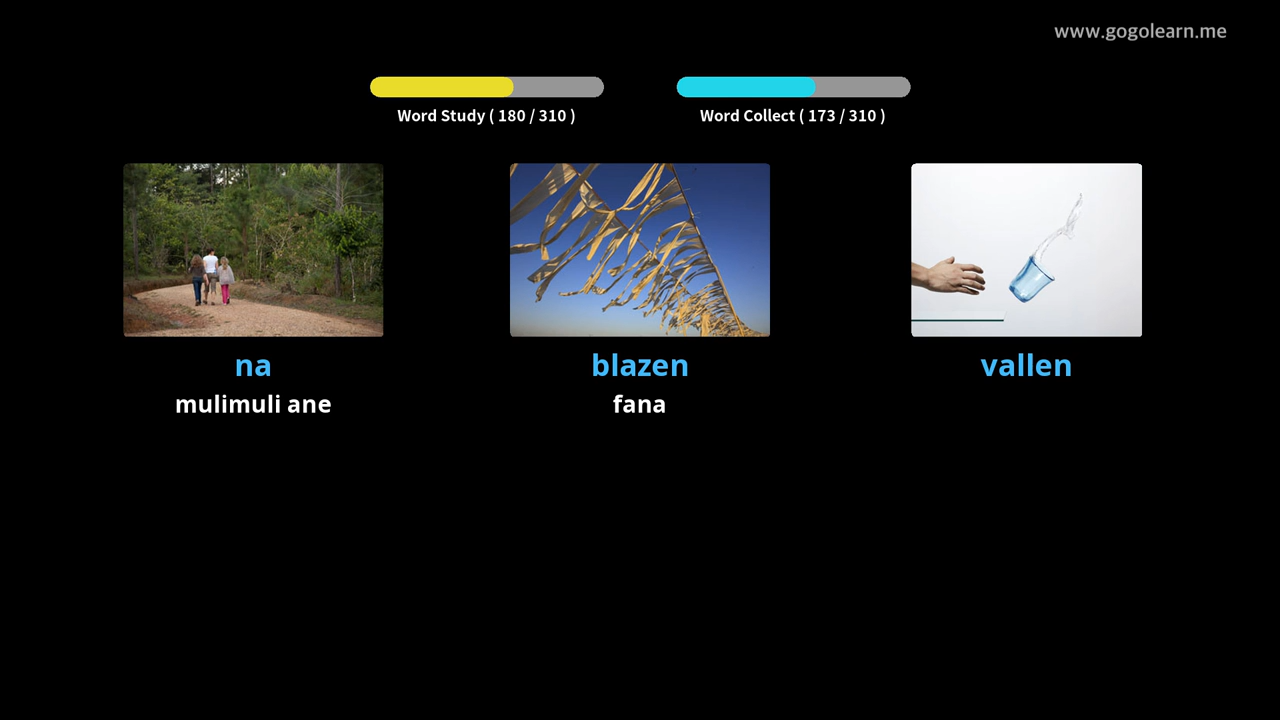 www.gogolearn.me
Word Study ( 180 / 310 )
Word Collect ( 173 / 310 )
na
blazen
vallen
mulimuli ane
fana